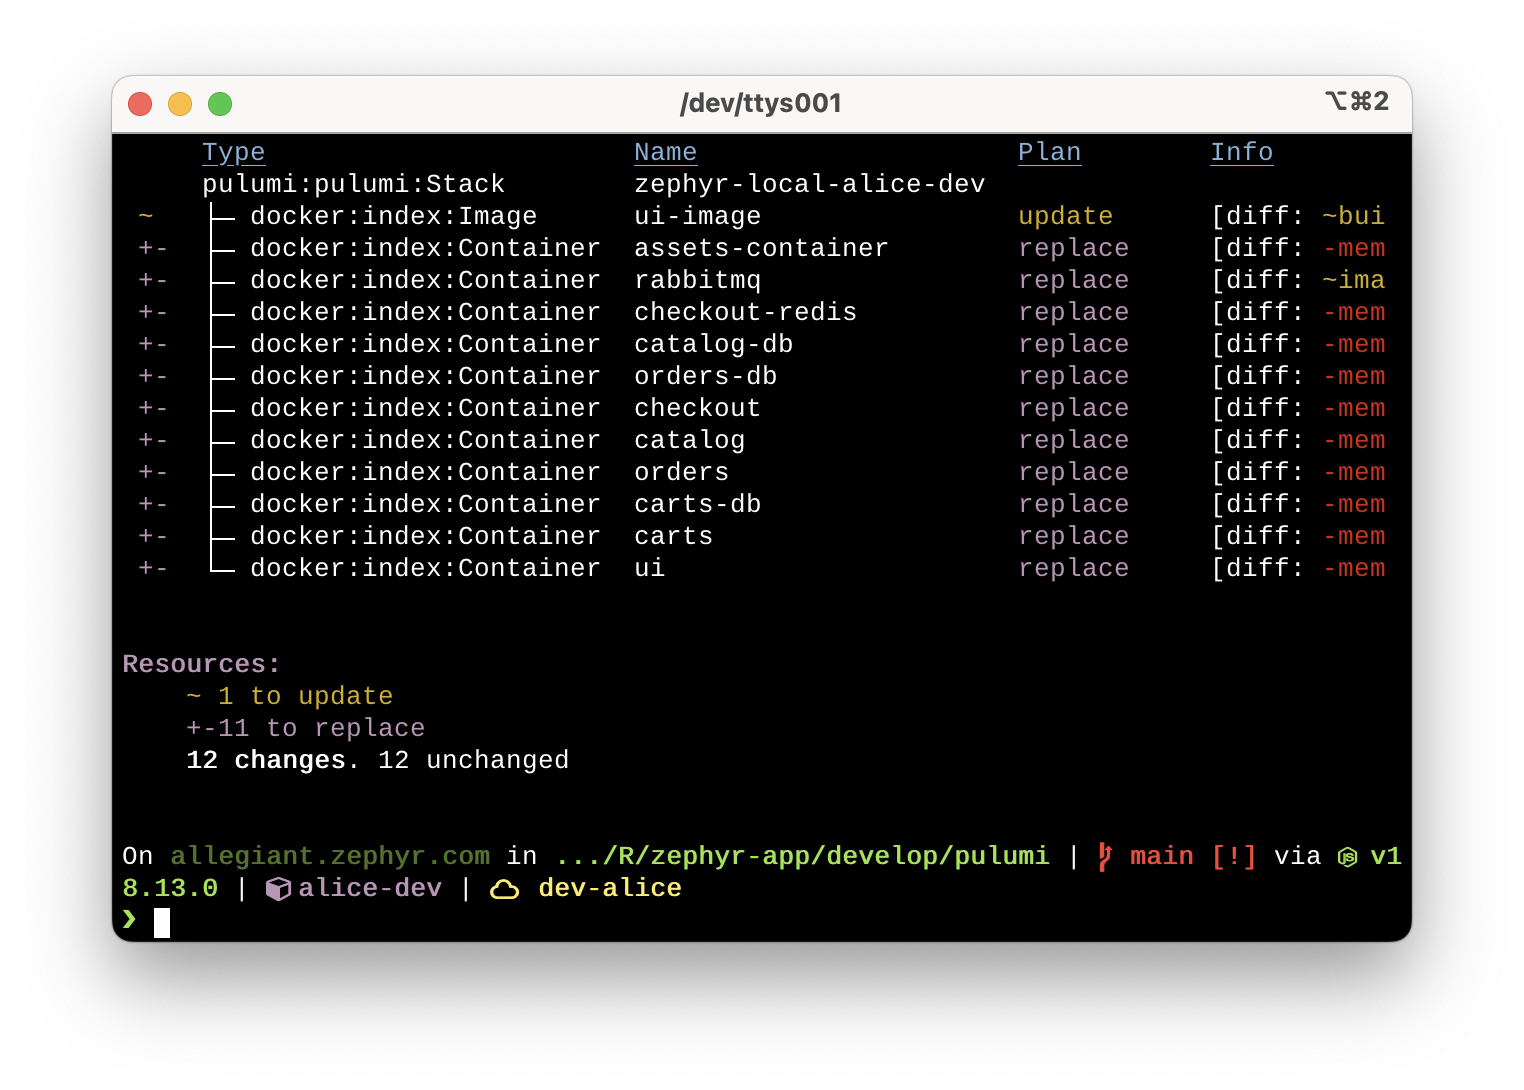 /dev/ttys001 ⌥⌘2
Type Name Plan Info
pulumi:pulumi:Stack zephyr-local-alice-dev
~ ├─ docker:index:Image ui-image update [diff: ~bui
+- ├─ docker:index:Container assets-container replace [diff: -mem
+- ├─ docker:index:Container rabbitmq replace [diff: ~ima
+- ├─ docker:index:Container checkout-redis replace [diff: -mem
+- ├─ docker:index:Container catalog-db replace [diff: -mem
+- ├─ docker:index:Container orders-db replace [diff: -mem
+- ├─ docker:index:Container checkout replace [diff: -mem
+- ├─ docker:index:Container catalog replace [diff: -mem
+- ├─ docker:index:Container orders replace [diff: -mem
+- ├─ docker:index:Container carts-db replace [diff: -mem
+- ├─ docker:index:Container carts replace [diff: -mem
+- └─ docker:index:Container ui replace [diff: -mem
Resources:
~ 1 to update
+-11 to replace
12 changes. 12 unchanged
On allegiant.zephyr.com in .../R/zephyr-app/develop/pulumi | main [!] via v1
8.13.0 | alice-dev | dev-alice
❯